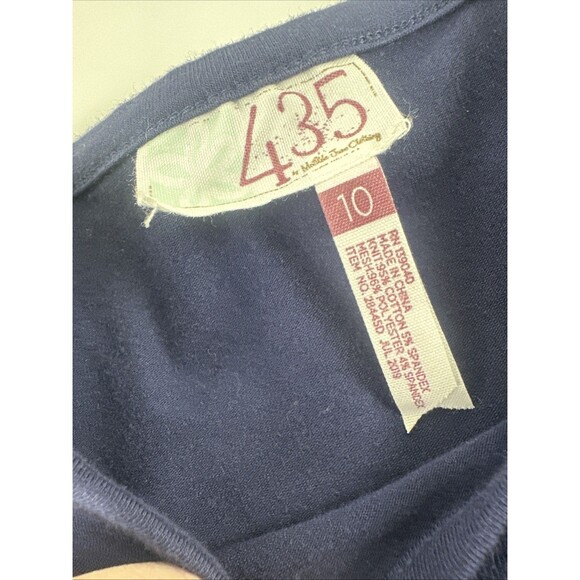 435
by Matilda Jane Clothing
10
RN 139040
MADE IN CHINA
KNIT:95% COTTON 5% SPANDEX
MESH:96% POLYESTER 4% SPANDEX
ITEM NO. 28445D JUL 2019